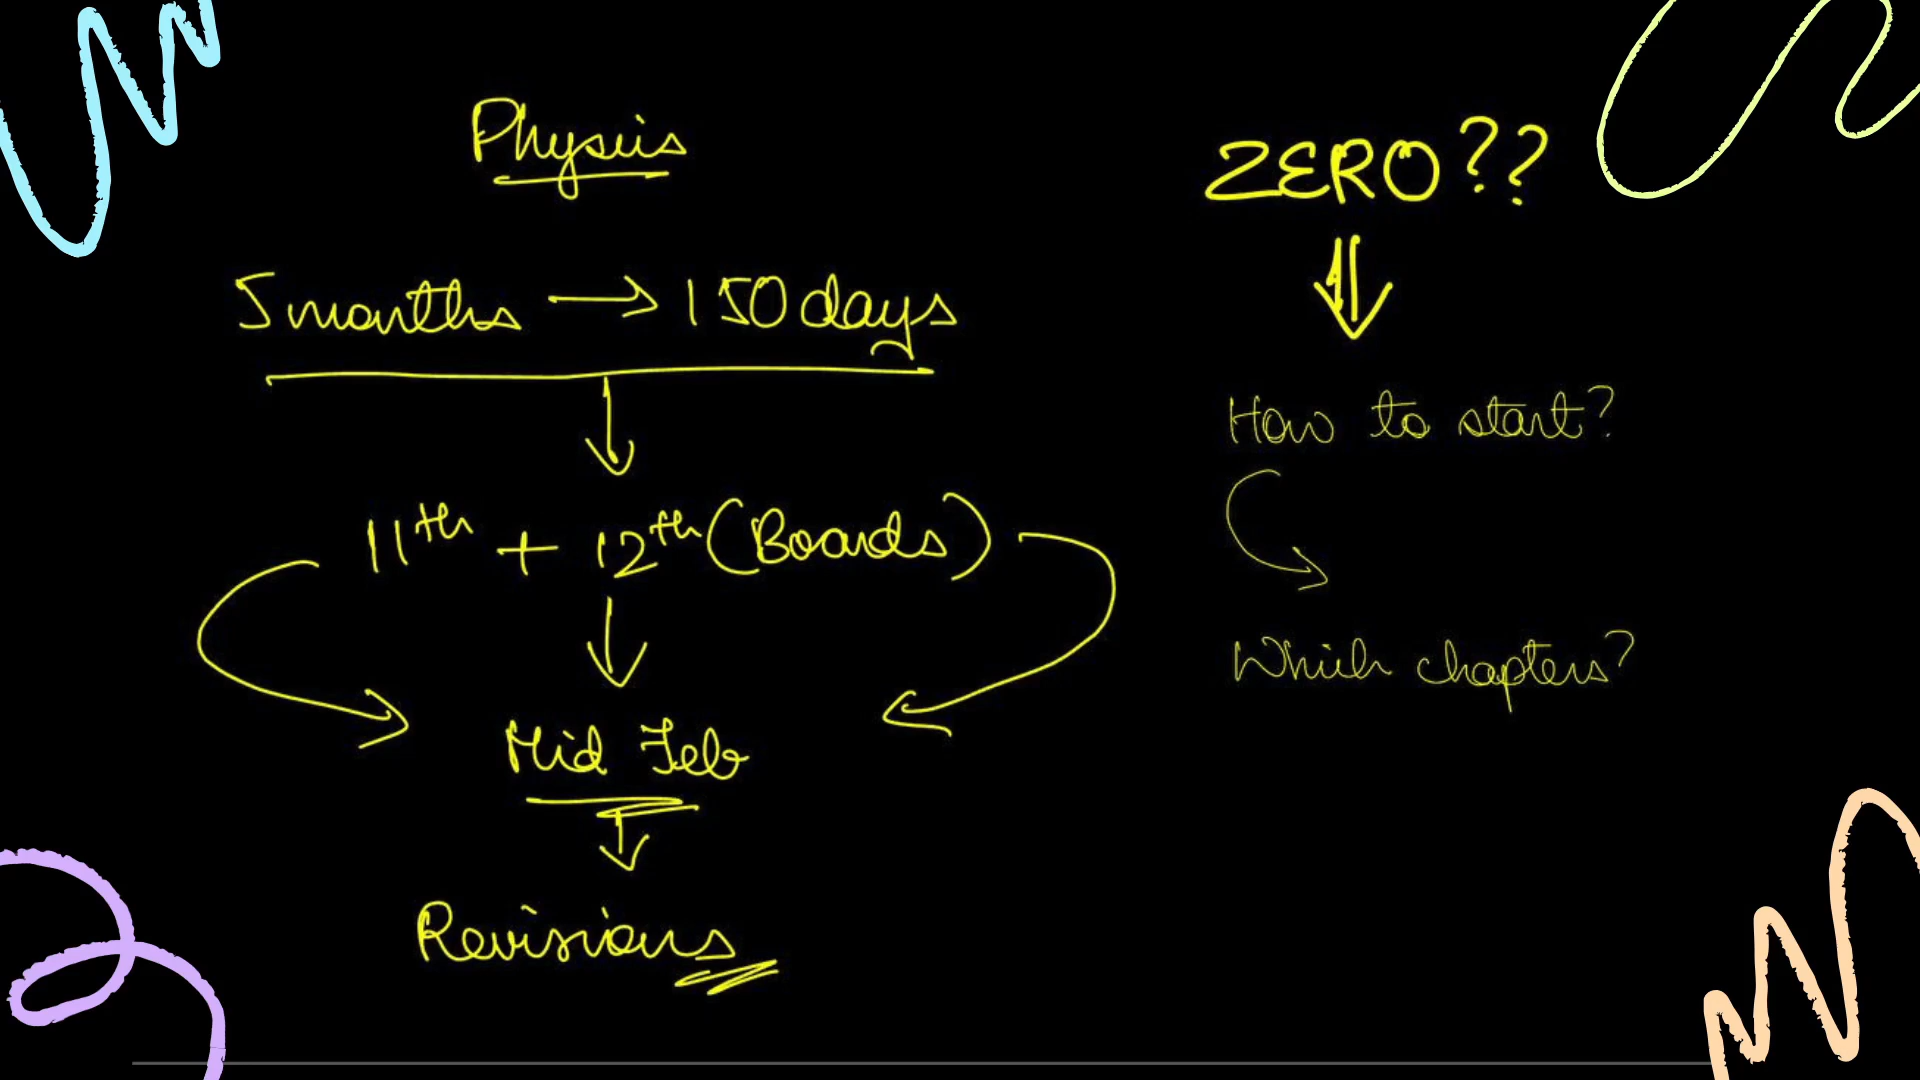 Physics
5 months → 150 days
11th + 12th (Boards)
Mid Feb
Revisions
ZERO??
How to start?
Which chapters?